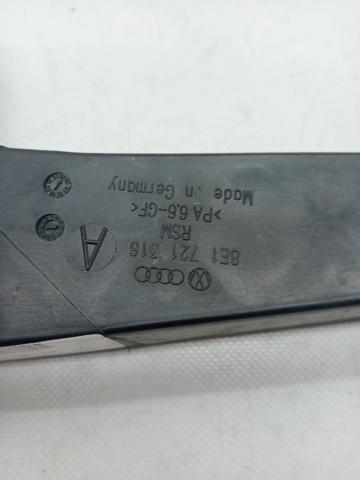 8E1 721 316 A
RSM
>PA 6.6-GF<
Made in Germany